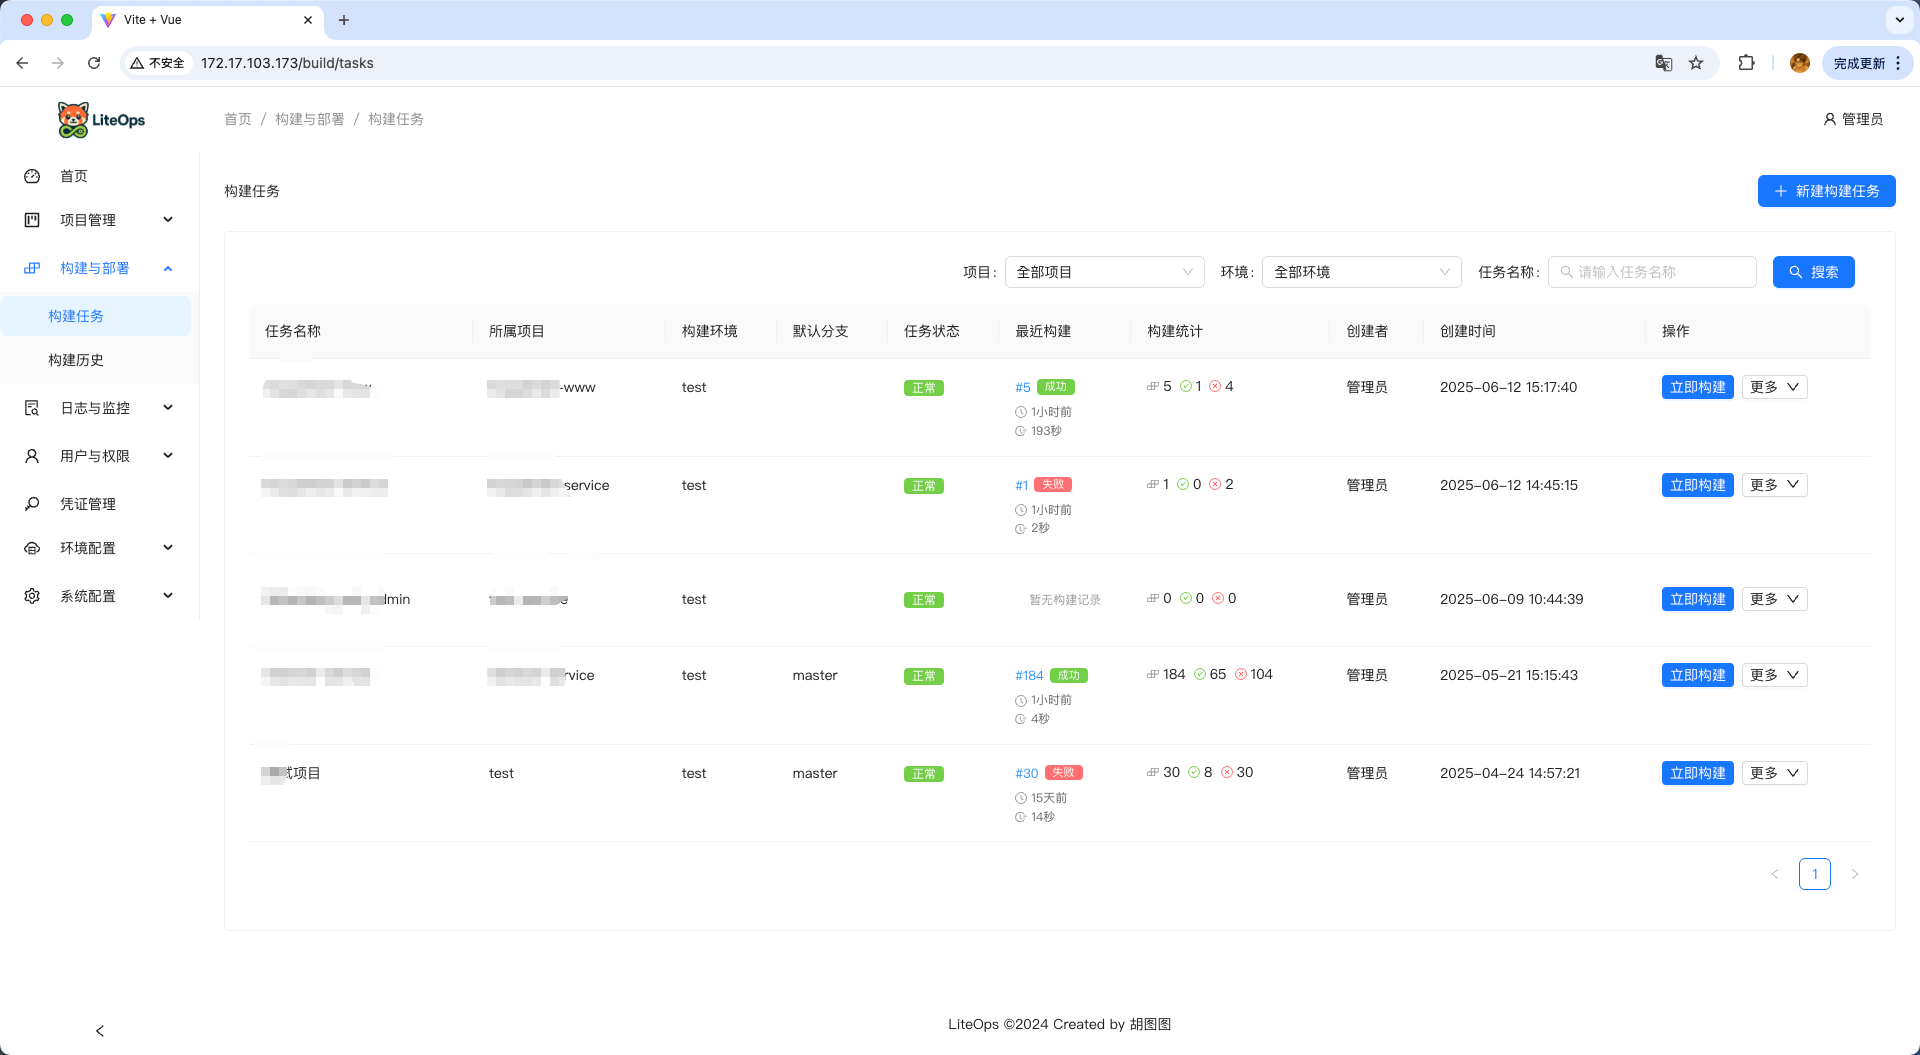 Vite + Vue
不安全
172.17.103.173/build/tasks
完成更新
LiteOps
首页 / 构建与部署 / 构建任务
管理员
首页
项目管理
构建与部署
构建任务
构建历史
日志与监控
用户与权限
凭证管理
环境配置
系统配置
构建任务
新建构建任务
项目: 全部项目 环境: 全部环境 任务名称: 请输入任务名称 搜索
任务名称 所属项目 构建环境 默认分支 任务状态 最近构建 构建统计 创建者 创建时间 操作
-www test 正常 #5 成功 5 1 4 管理员 2025-06-12 15:17:40 立即构建 更多
1小时前
193秒
service test 正常 #1 失败 1 0 2 管理员 2025-06-12 14:45:15 立即构建 更多
1小时前
2秒
dmin test 正常 暂无构建记录 0 0 0 管理员 2025-06-09 10:44:39 立即构建 更多
rvice test master 正常 #184 成功 184 65 104 管理员 2025-05-21 15:15:43 立即构建 更多
1小时前
4秒
项目 test test master 正常 #30 失败 30 8 30 管理员 2025-04-24 14:57:21 立即构建 更多
15天前
14秒
1
LiteOps ©2024 Created by 胡图图